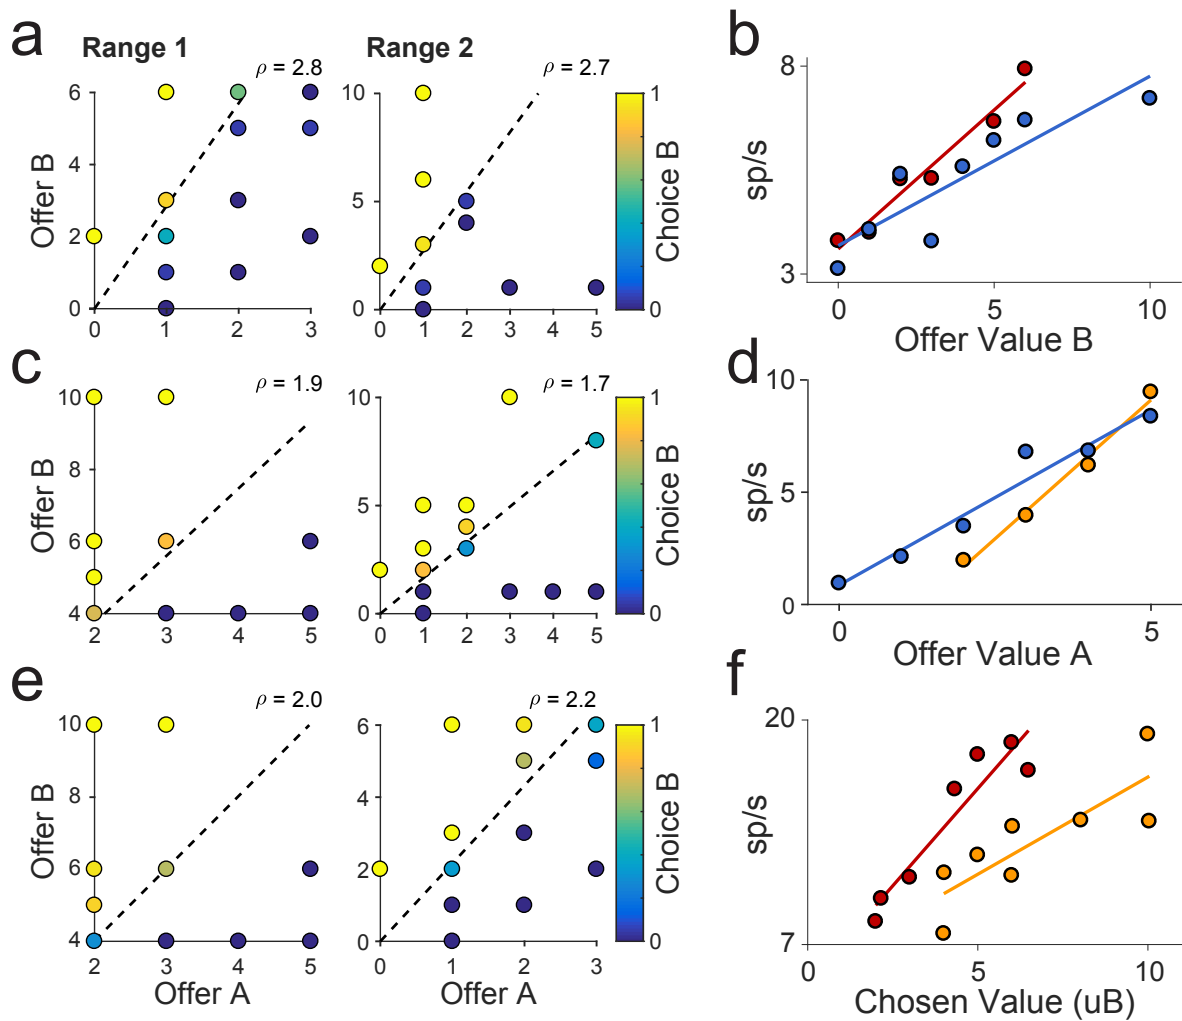 a Range 1 Range 2 b
ρ = 2.8 ρ = 2.7
Offer B
6
4
2
0
0 1 2 3
10
5
0
0 1 2 3 4 5
1
0
Choice B
sp/s
8
3
0 5 10
Offer Value B
c d
ρ = 1.9 ρ = 1.7
Offer B
10
8
6
4
2 3 4 5
10
5
0
0 1 2 3 4 5
1
0
Choice B
sp/s
10
5
0
0 5
Offer Value A
e f
ρ = 2.0 ρ = 2.2
Offer B
10
8
6
4
2 3 4 5
Offer A
6
4
2
0
0 1 2 3
Offer A
1
0
Choice B
sp/s
20
7
0 5 10
Chosen Value (uB)